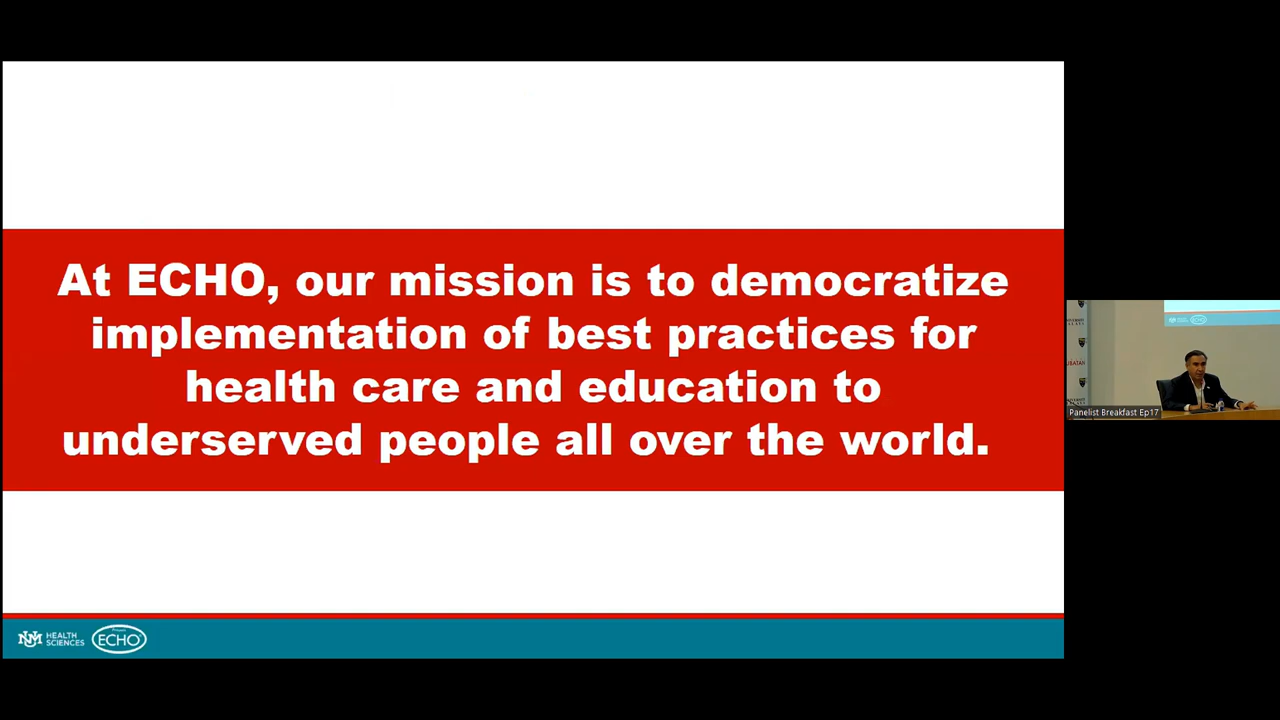 At ECHO, our mission is to democratize
implementation of best practices for
health care and education to
underserved people all over the world.
UNM HEALTH
SCIENCES
ECHO
Panelist Breakfast Ep17